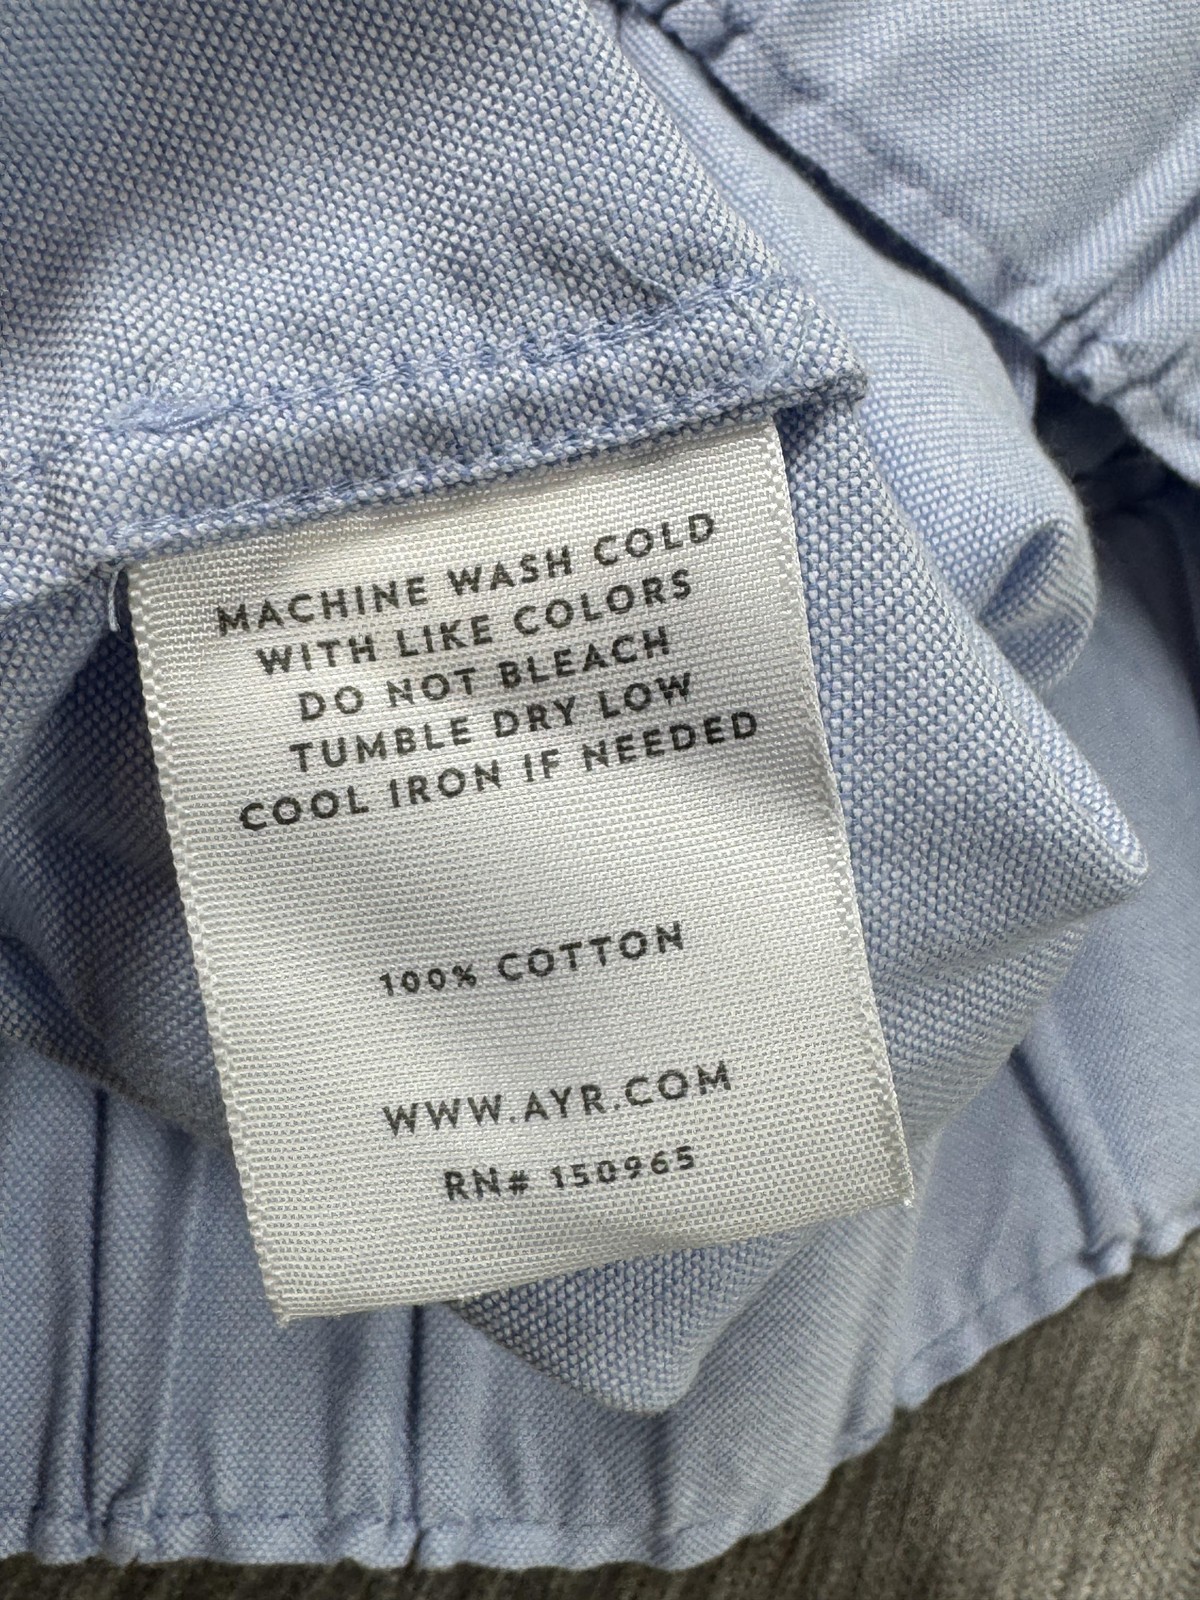 MACHINE WASH COLD
WITH LIKE COLORS
DO NOT BLEACH
TUMBLE DRY LOW
COOL IRON IF NEEDED
100% COTTON
WWW.AYR.COM
RN# 150965